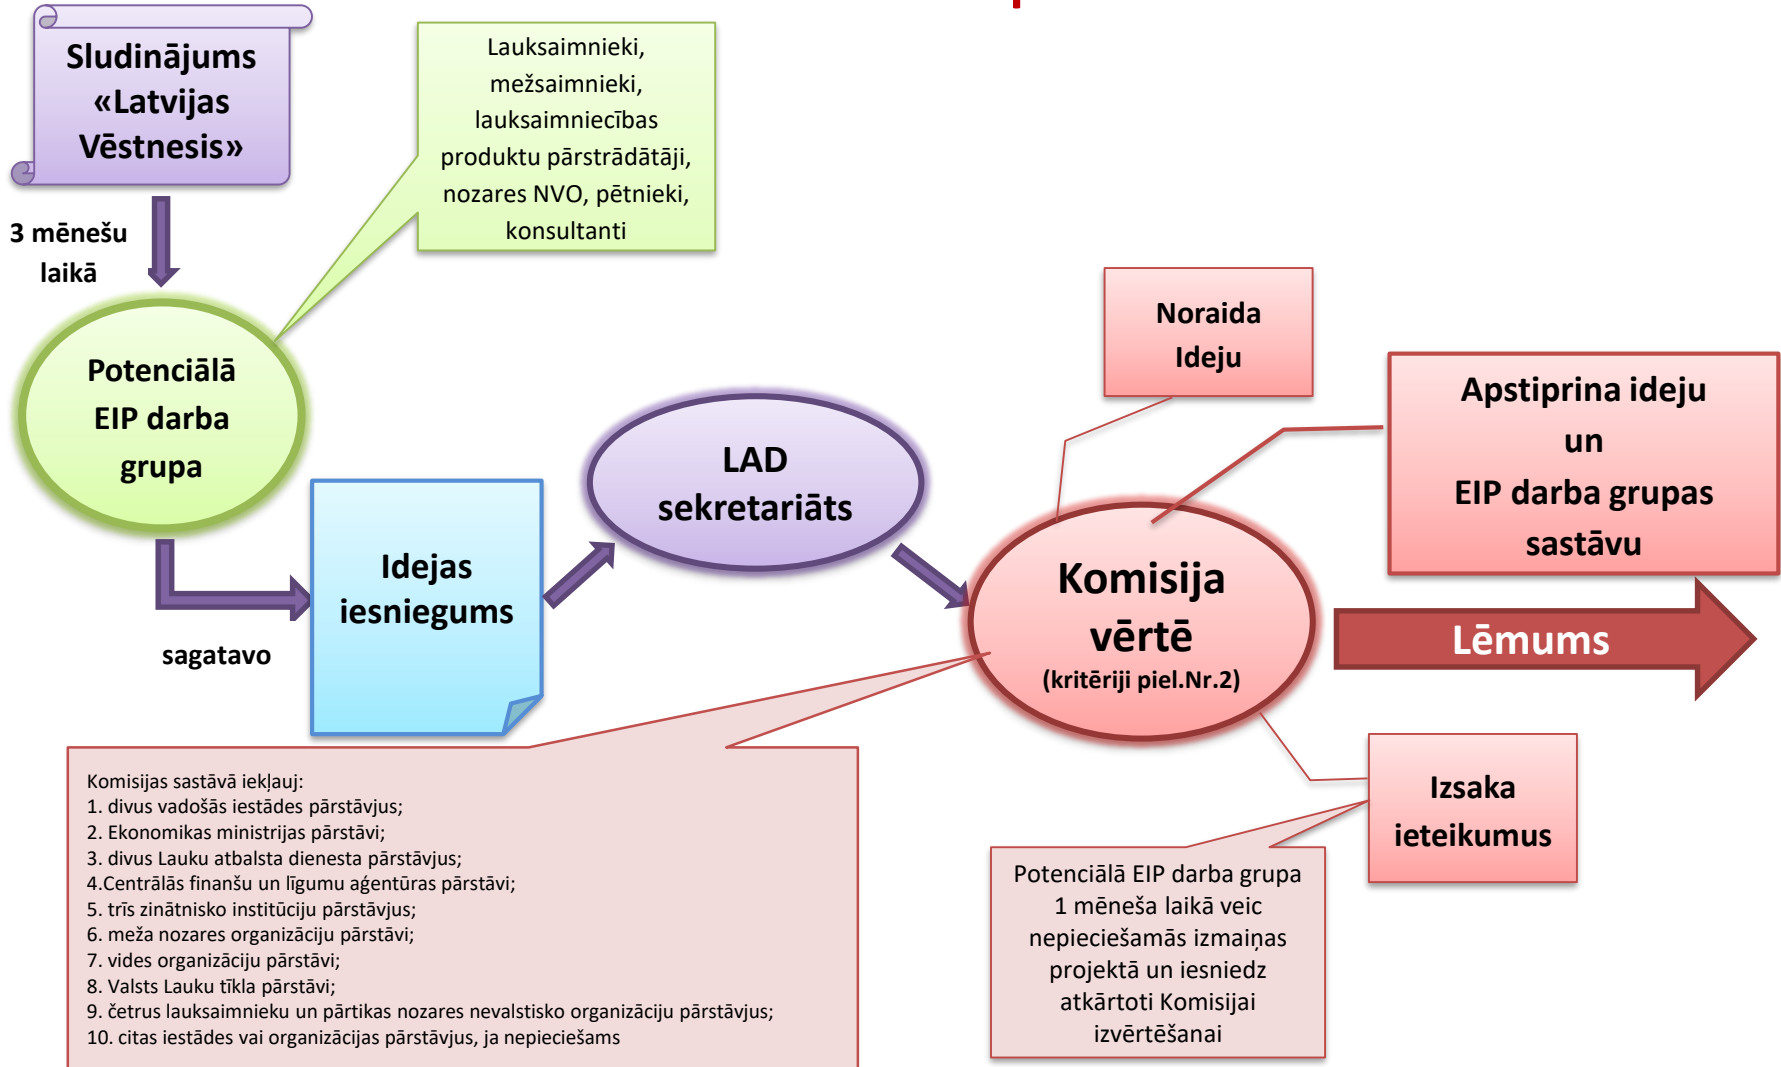 Sludinājums
«Latvijas
Vēstnesis»
Lauksaimnieki,
mežsaimnieki,
lauksaimniecības
produktu pārstrādātāji,
nozares NVO, pētnieki,
konsultanti
3 mēnešu
laikā
Potenciālā
EIP darba
grupa
sagatavo
Idejas
iesniegums
LAD
sekretariāts
Noraida
Ideju
Apstiprina ideju
un
EIP darba grupas
sastāvu
Komisija
vērtē
(kritēriji piel.Nr.2)
Lēmums
Izsaka
ieteikumus
Komisijas sastāvā iekļauj:
1. divus vadošās iestādes pārstāvjus;
2. Ekonomikas ministrijas pārstāvi;
3. divus Lauku atbalsta dienesta pārstāvjus;
4.Centrālās finanšu un līgumu aģentūras pārstāvi;
5. trīs zinātnisko institūciju pārstāvjus;
6. meža nozares organizāciju pārstāvi;
7. vides organizāciju pārstāvi;
8. Valsts Lauku tīkla pārstāvi;
9. četrus lauksaimnieku un pārtikas nozares nevalstisko organizāciju pārstāvjus;
10. citas iestādes vai organizācijas pārstāvjus, ja nepieciešams
Potenciālā EIP darba grupa
1 mēneša laikā veic
nepieciešamās izmaiņas
projektā un iesniedz
atkārtoti Komisijai
izvērtēšanai